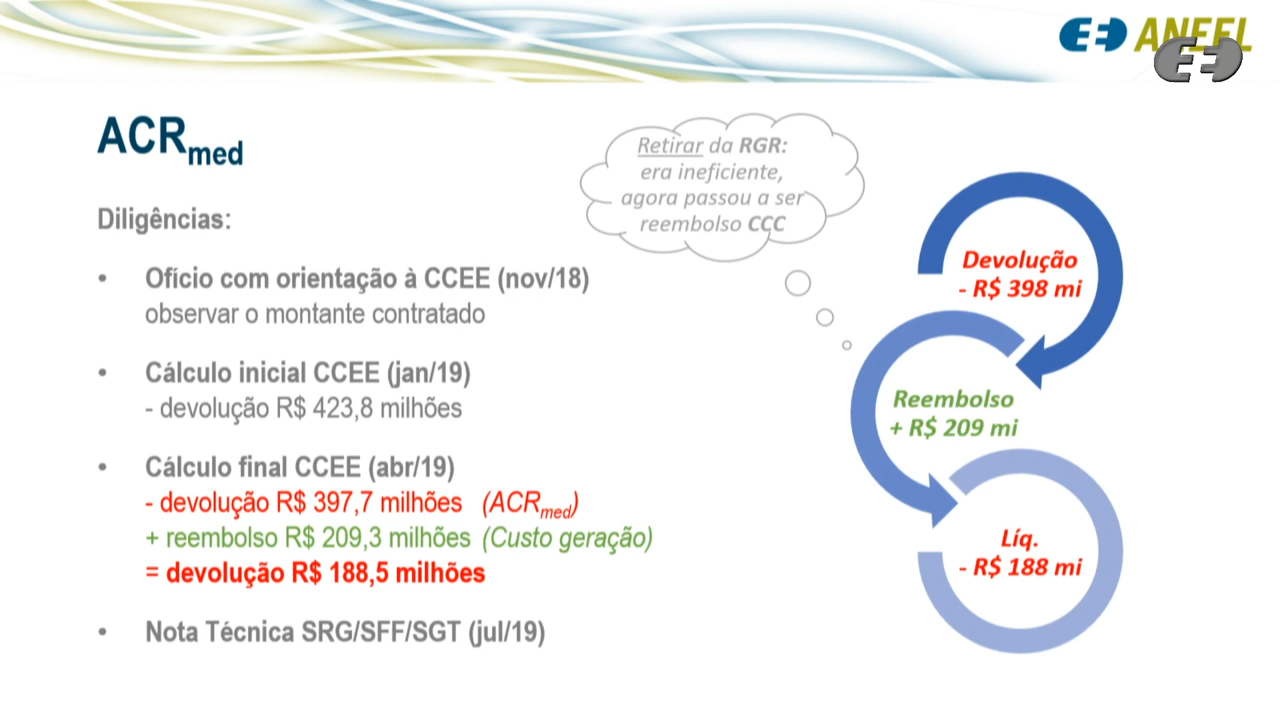 ANEEL
ACRmed
Retirar da RGR:
era ineficiente,
agora passou a ser
reembolso CCC
Diligências:
• Ofício com orientação à CCEE (nov/18)
observar o montante contratado
• Cálculo inicial CCEE (jan/19)
- devolução R$ 423,8 milhões
• Cálculo final CCEE (abr/19)
- devolução R$ 397,7 milhões (ACRmed)
+ reembolso R$ 209,3 milhões (Custo geração)
= devolução R$ 188,5 milhões
• Nota Técnica SRG/SFF/SGT (jul/19)
Devolução
- R$ 398 mi
Reembolso
+ R$ 209 mi
Líq.
- R$ 188 mi